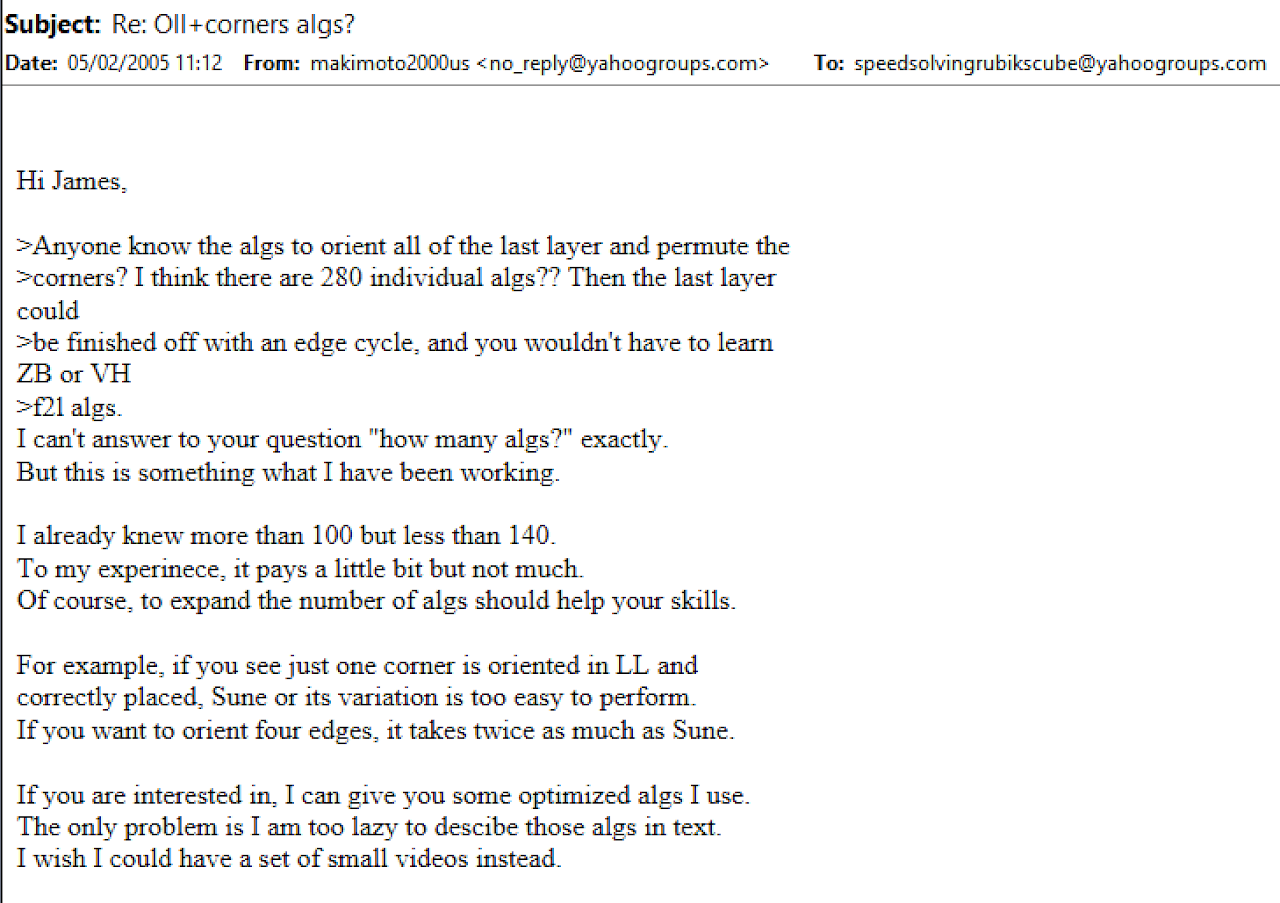 Subject: Re: Oll+corners algs?
Date: 05/02/2005 11:12 From: makimoto2000us <no_reply@yahoogroups.com> To: speedsolvingrubikscube@yahoogroups.com
Hi James,
>Anyone know the algs to orient all of the last layer and permute the
>corners? I think there are 280 individual algs?? Then the last layer
could
>be finished off with an edge cycle, and you wouldn't have to learn
ZB or VH
>f2l algs.
I can't answer to your question "how many algs?" exactly.
But this is something what I have been working.
I already knew more than 100 but less than 140.
To my experinece, it pays a little bit but not much.
Of course, to expand the number of algs should help your skills.
For example, if you see just one corner is oriented in LL and
correctly placed, Sune or its variation is too easy to perform.
If you want to orient four edges, it takes twice as much as Sune.
If you are interested in, I can give you some optimized algs I use.
The only problem is I am too lazy to descibe those algs in text.
I wish I could have a set of small videos instead.